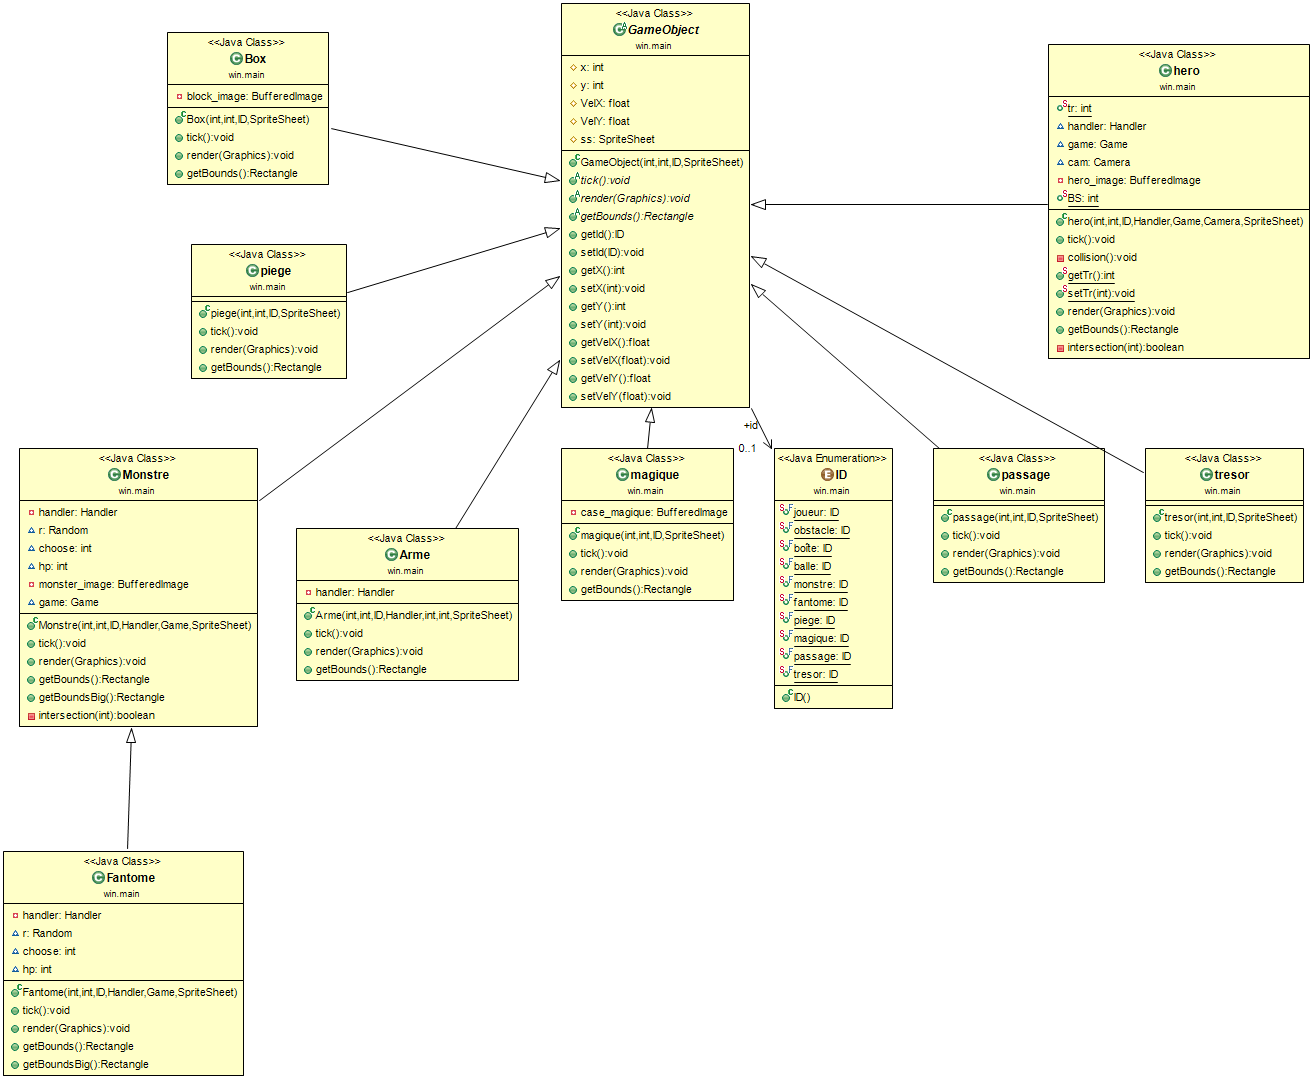 <<Java Class>>
Box
win.main
block_image: BufferedImage
Box(int,int,ID,SpriteSheet)
tick():void
render(Graphics):void
getBounds():Rectangle
<<Java Class>>
GameObject
win.main
x: int
y: int
VelX: float
VelY: float
ss: SpriteSheet
GameObject(int,int,ID,SpriteSheet)
tick():void
render(Graphics):void
getBounds():Rectangle
getId():ID
setId(ID):void
getX():int
setX(int):void
getY():int
setY(int):void
getVelX():float
setVelX(float):void
getVelY():float
setVelY(float):void
<<Java Class>>
hero
win.main
tr: int
handler: Handler
game: Game
cam: Camera
hero_image: BufferedImage
BS: int
hero(int,int,ID,Handler,Game,Camera,SpriteSheet)
tick():void
collision():void
getTr():int
setTr(int):void
render(Graphics):void
getBounds():Rectangle
intersection(int):boolean
<<Java Class>>
piege
win.main
piege(int,int,ID,SpriteSheet)
tick():void
render(Graphics):void
getBounds():Rectangle
+id
0..1
<<Java Class>>
Monstre
win.main
handler: Handler
r: Random
choose: int
hp: int
monster_image: BufferedImage
game: Game
Monstre(int,int,ID,Handler,Game,SpriteSheet)
tick():void
render(Graphics):void
getBounds():Rectangle
getBoundsBig():Rectangle
intersection(int):boolean
<<Java Class>>
Arme
win.main
handler: Handler
Arme(int,int,ID,Handler,int,int,SpriteSheet)
tick():void
render(Graphics):void
getBounds():Rectangle
<<Java Class>>
magique
win.main
case_magique: BufferedImage
magique(int,int,ID,SpriteSheet)
tick():void
render(Graphics):void
getBounds():Rectangle
<<Java Enumeration>>
ID
win.main
joueur: ID
obstacle: ID
boîte: ID
balle: ID
monstre: ID
fantome: ID
piege: ID
magique: ID
passage: ID
tresor: ID
ID()
<<Java Class>>
passage
win.main
passage(int,int,ID,SpriteSheet)
tick():void
render(Graphics):void
getBounds():Rectangle
<<Java Class>>
tresor
win.main
tresor(int,int,ID,SpriteSheet)
tick():void
render(Graphics):void
getBounds():Rectangle
<<Java Class>>
Fantome
win.main
handler: Handler
r: Random
choose: int
hp: int
Fantome(int,int,ID,Handler,Game,SpriteSheet)
tick():void
render(Graphics):void
getBounds():Rectangle
getBoundsBig():Rectangle